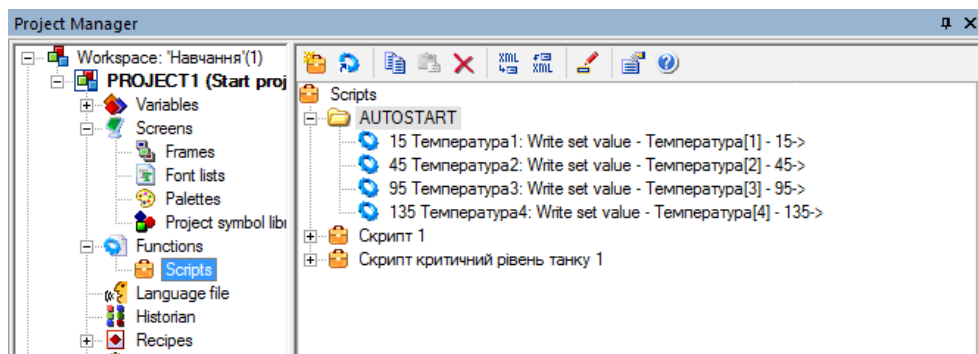 Project Manager
Workspace: 'Навчання'(1)
PROJECT1 (Start proj
Variables
Screens
Frames
Font lists
Palettes
Project symbol libr
Functions
Scripts
Language file
Historian
Recipes
XML
XML
Scripts
AUTOSTART
15 Температура1: Write set value - Температура[1] - 15->
45 Температура2: Write set value - Температура[2] - 45->
95 Температура3: Write set value - Температура[3] - 95->
135 Температура4: Write set value - Температура[4] - 135->
Скрипт 1
Скрипт критичний рівень танку 1